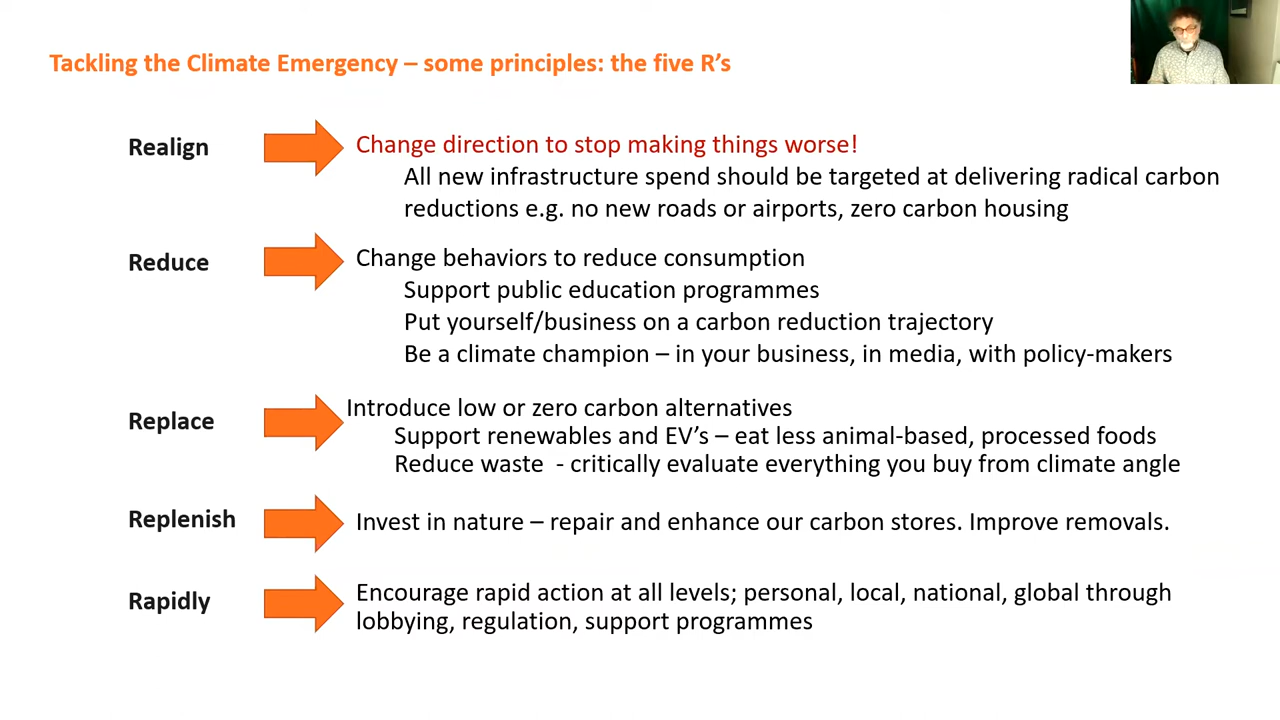 Tackling the Climate Emergency – some principles: the five R's
Realign
Change direction to stop making things worse!
All new infrastructure spend should be targeted at delivering radical carbon
reductions e.g. no new roads or airports, zero carbon housing
Reduce
Change behaviors to reduce consumption
Support public education programmes
Put yourself/business on a carbon reduction trajectory
Be a climate champion – in your business, in media, with policy-makers
Replace
Introduce low or zero carbon alternatives
Support renewables and EV's – eat less animal-based, processed foods
Reduce waste  - critically evaluate everything you buy from climate angle
Replenish
Invest in nature – repair and enhance our carbon stores. Improve removals.
Rapidly
Encourage rapid action at all levels; personal, local, national, global through
lobbying, regulation, support programmes